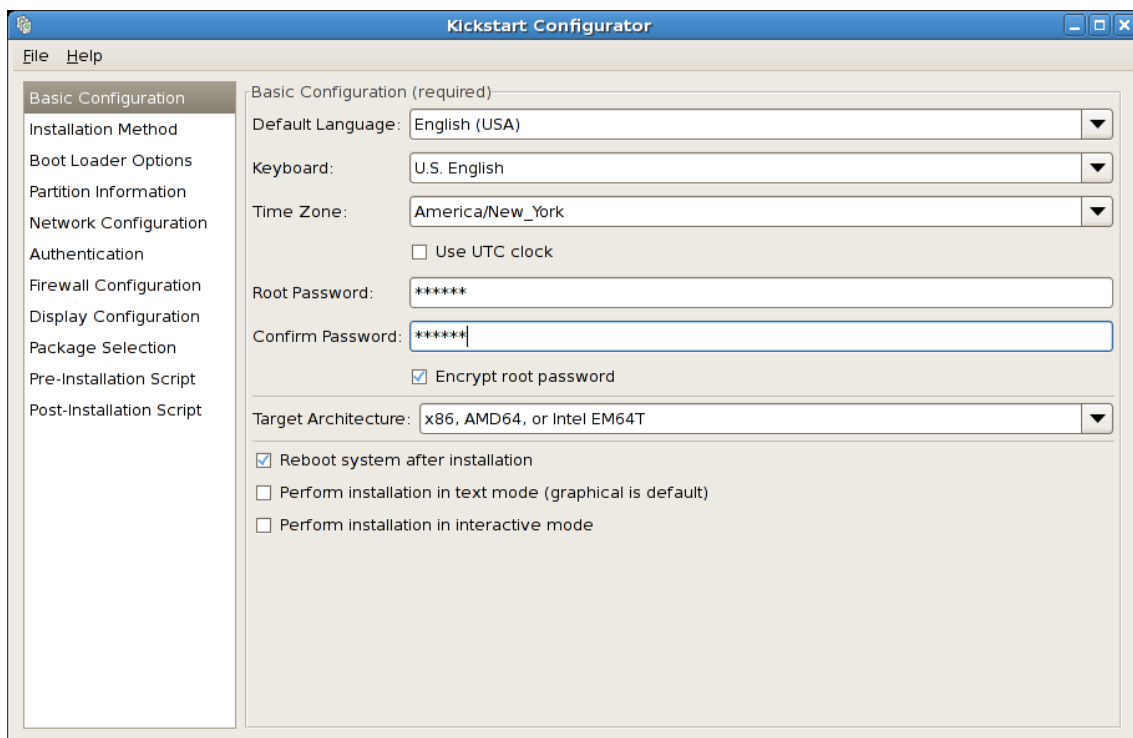 Kickstart Configurator
File Help
Basic Configuration
Installation Method
Boot Loader Options
Partition Information
Network Configuration
Authentication
Firewall Configuration
Display Configuration
Package Selection
Pre-Installation Script
Post-Installation Script
Basic Configuration (required)
Default Language: English (USA)
Keyboard: U.S. English
Time Zone: America/New_York
Use UTC clock
Root Password: ******
Confirm Password: ******
Encrypt root password
Target Architecture: x86, AMD64, or Intel EM64T
Reboot system after installation
Perform installation in text mode (graphical is default)
Perform installation in interactive mode